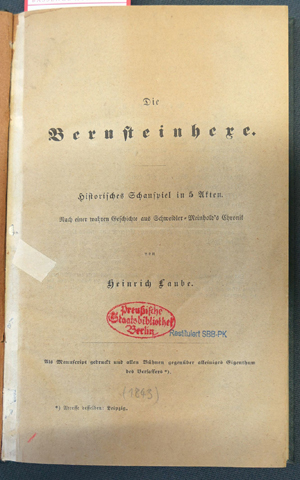 Die
Bernsteinhexe.
Historisches Schauspiel in 5 Akten.
Nach einer wahren Geschichte aus Schweidler-Meinhold's Chronik
von
Heinrich Laube.
Preußische
Staatsbibliothek
Berlin.
Restituiert SBB-PK
Als Manuscript gedruckt und allen Bühnen gegenüber alleiniges Eigenthum
des Verfassers *).
(1843)
*) Adresse desselben: Leipzig.